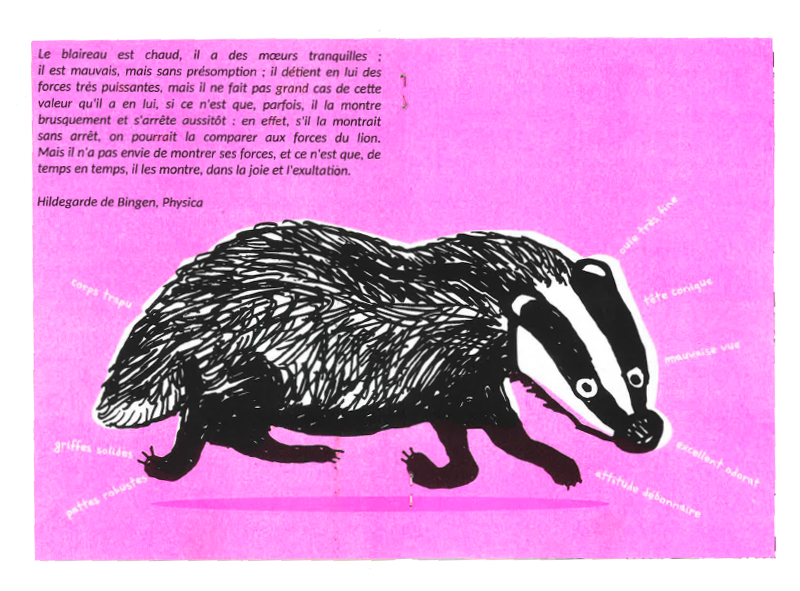 Le blaireau est chaud, il a des mœurs tranquilles ;
il est mauvais, mais sans présomption ; il détient en lui des
forces très puissantes, mais il ne fait pas grand cas de cette
valeur qu'il a en lui, si ce n'est que, parfois, il la montre
brusquement et s'arrête aussitôt : en effet, s'il la montrait
sans arrêt, on pourrait la comparer aux forces du lion.
Mais il n'a pas envie de montrer ses forces, et ce n'est que, de
temps en temps, il les montre, dans la joie et l'exultation.
Hildegarde de Bingen, Physica
ouïe très fine
corps trapu
tête conique
mauvaise vue
griffes solides
excellent odorat
pattes robustes
attitude débonnaire